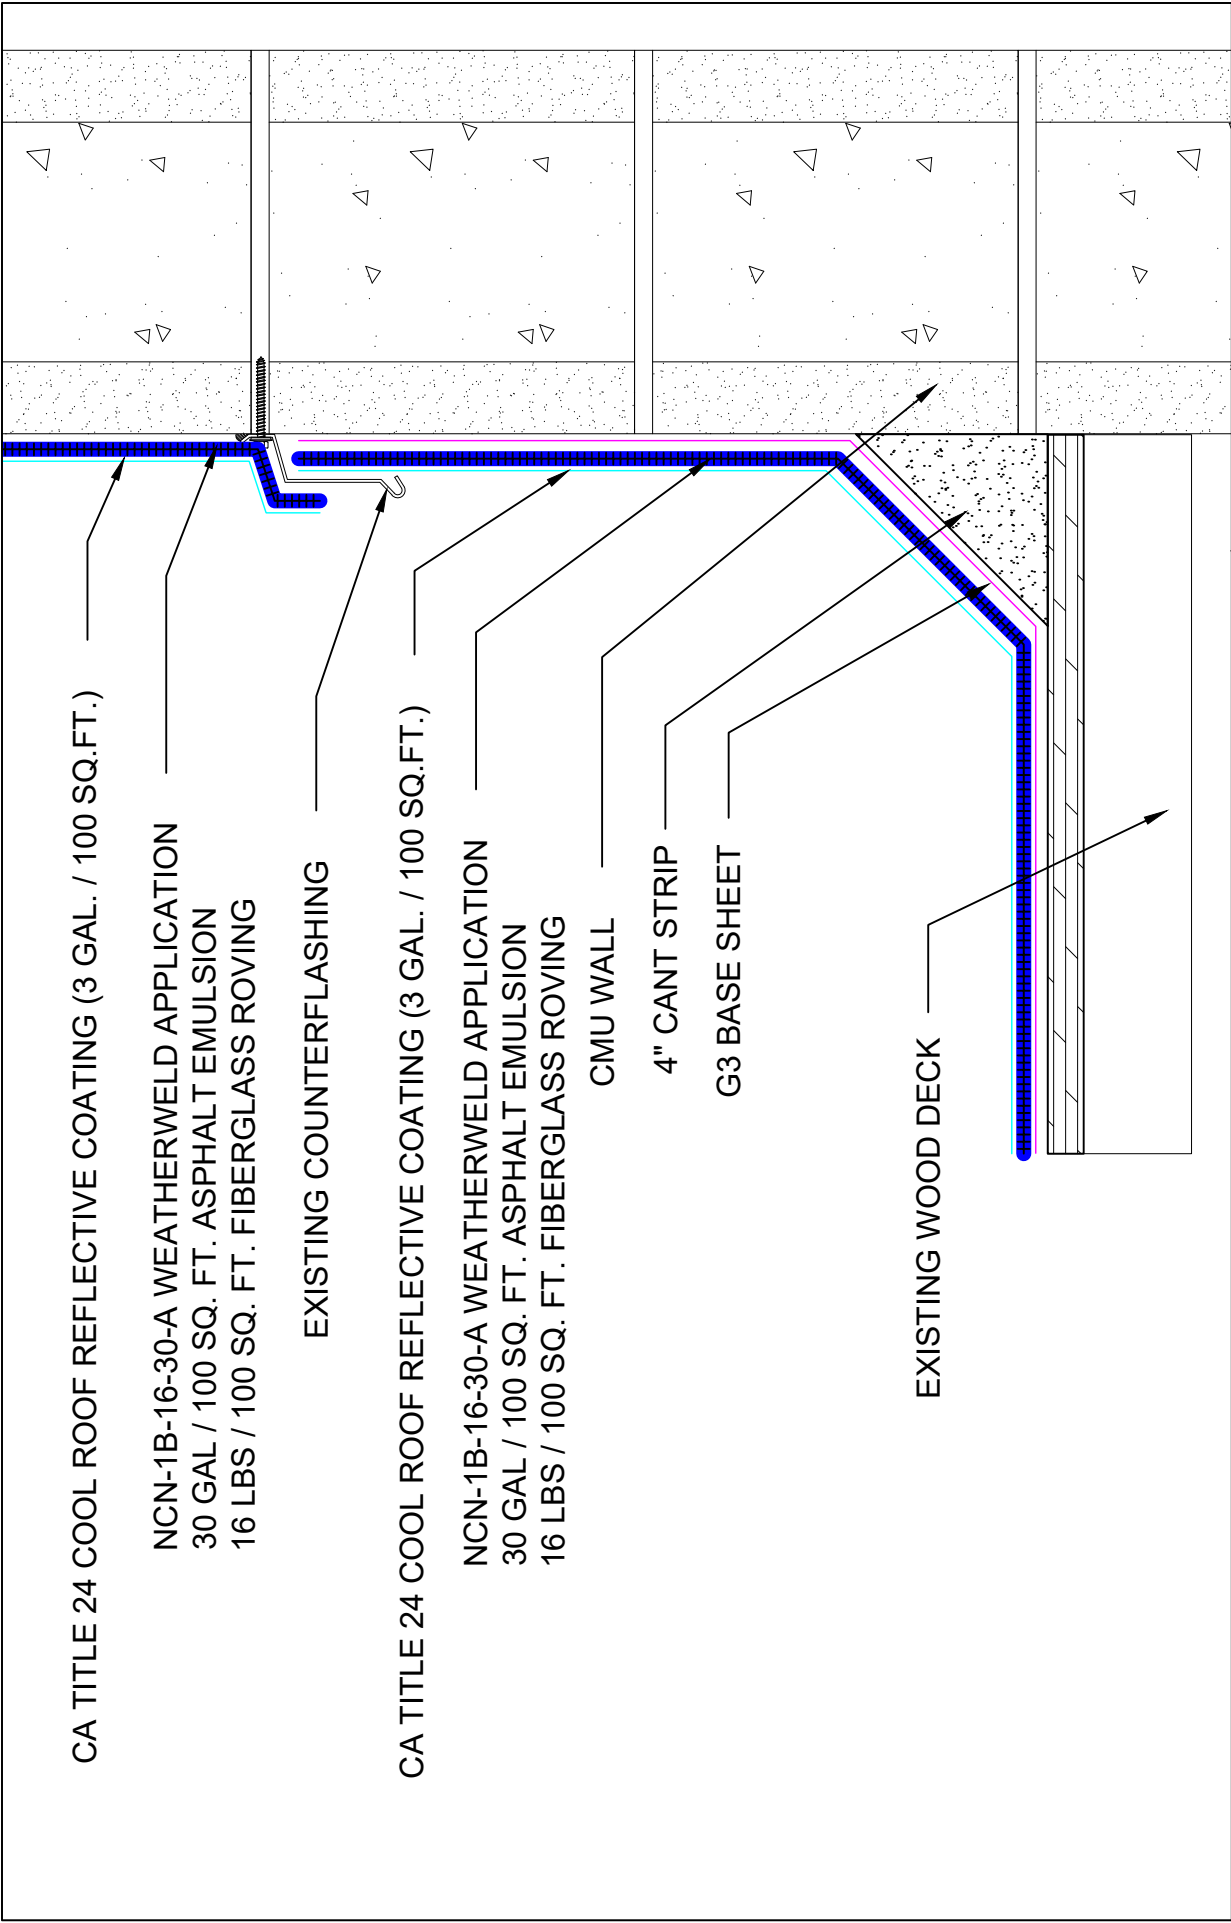 CA TITLE 24 COOL ROOF REFLECTIVE COATING (3 GAL. / 100 SQ.FT.)
NCN-1B-16-30-A WEATHERWELD APPLICATION
30 GAL / 100 SQ. FT. ASPHALT EMULSION
16 LBS / 100 SQ. FT. FIBERGLASS ROVING
EXISTING COUNTERFLASHING
CA TITLE 24 COOL ROOF REFLECTIVE COATING (3 GAL. / 100 SQ.FT.)
NCN-1B-16-30-A WEATHERWELD APPLICATION
30 GAL / 100 SQ. FT. ASPHALT EMULSION
16 LBS / 100 SQ. FT. FIBERGLASS ROVING
CMU WALL
4" CANT STRIP
G3 BASE SHEET
EXISTING WOOD DECK